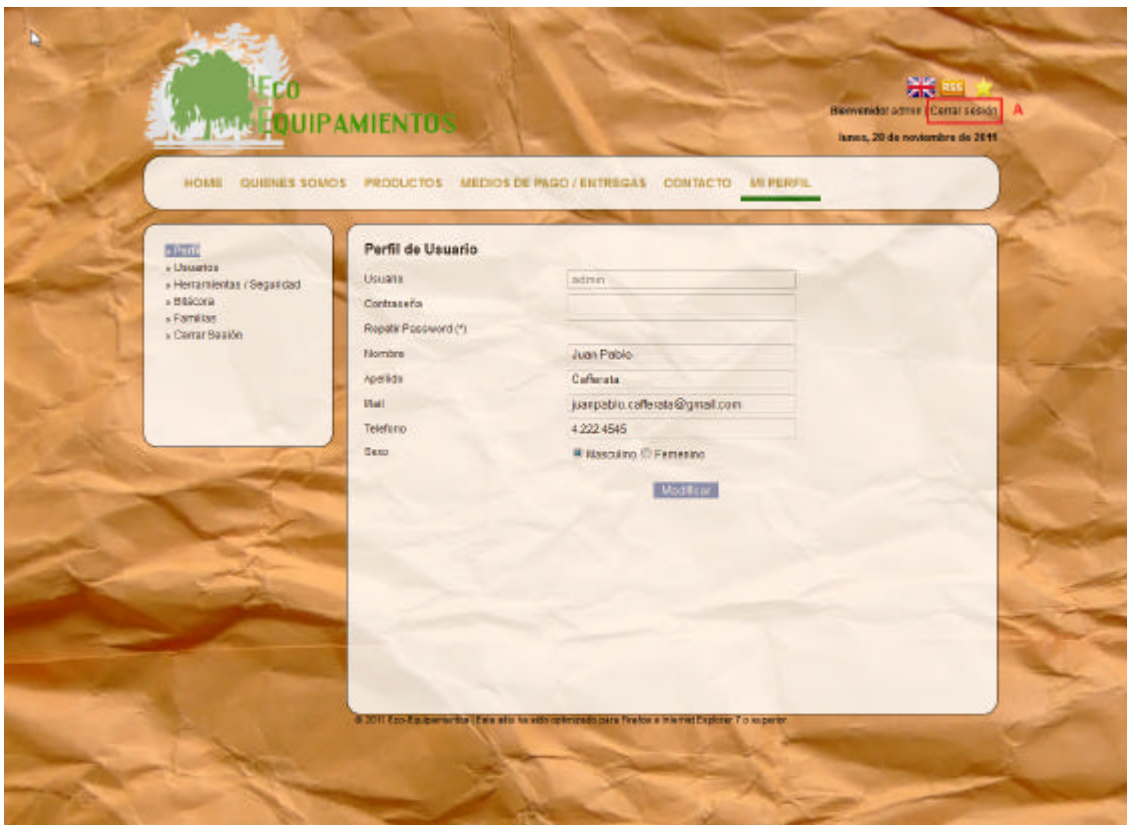 ECO
EQUIPAMIENTOS
RSS
Bienvenido! admin | Cerrar sesión
A
lunes, 28 de noviembre de 2011
HOME QUIENES SOMOS PRODUCTOS MEDIOS DE PAGO / ENTREGAS CONTACTO MI PERFIL
» Perfil
» Usuarios
» Herramientas / Seguridad
» Bitácora
» Familias
» Cerrar Sesión
Perfil de Usuario
Usuario admin
Contraseña
Repetir Password (*)
Nombre Juan Pablo
Apellido Cafferata
Mail juanpablo.cafferata@gmail.com
Telefono 4.222.4545
Sexo Masculino Femenino
Modificar
© 2011 Eco-Equipamientos | Este sitio ha sido optimizado para Firefox e Internet Explorer 7 o superior